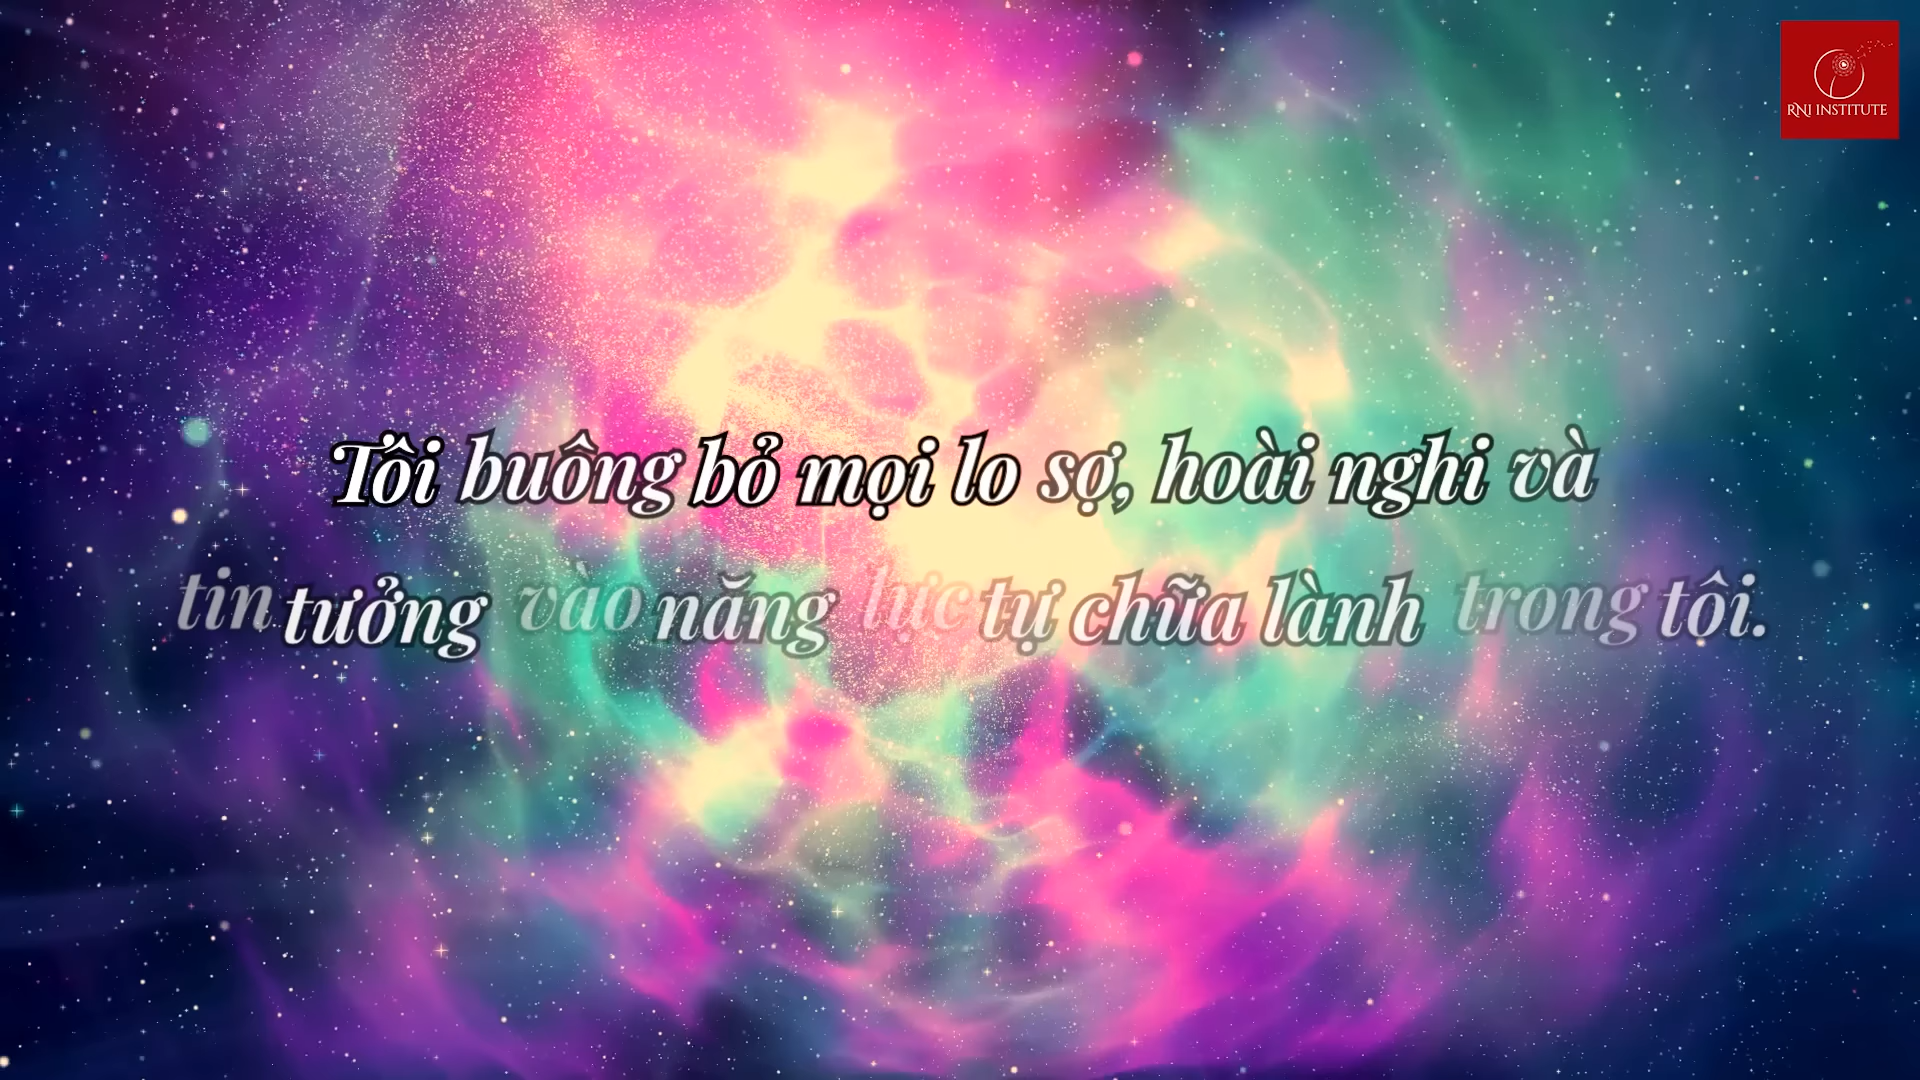 RNI INSTITUTE
Tôi buông bỏ mọi lo sợ, hoài nghi và
tin tưởng vào năng lực tự chữa lành trong tôi.